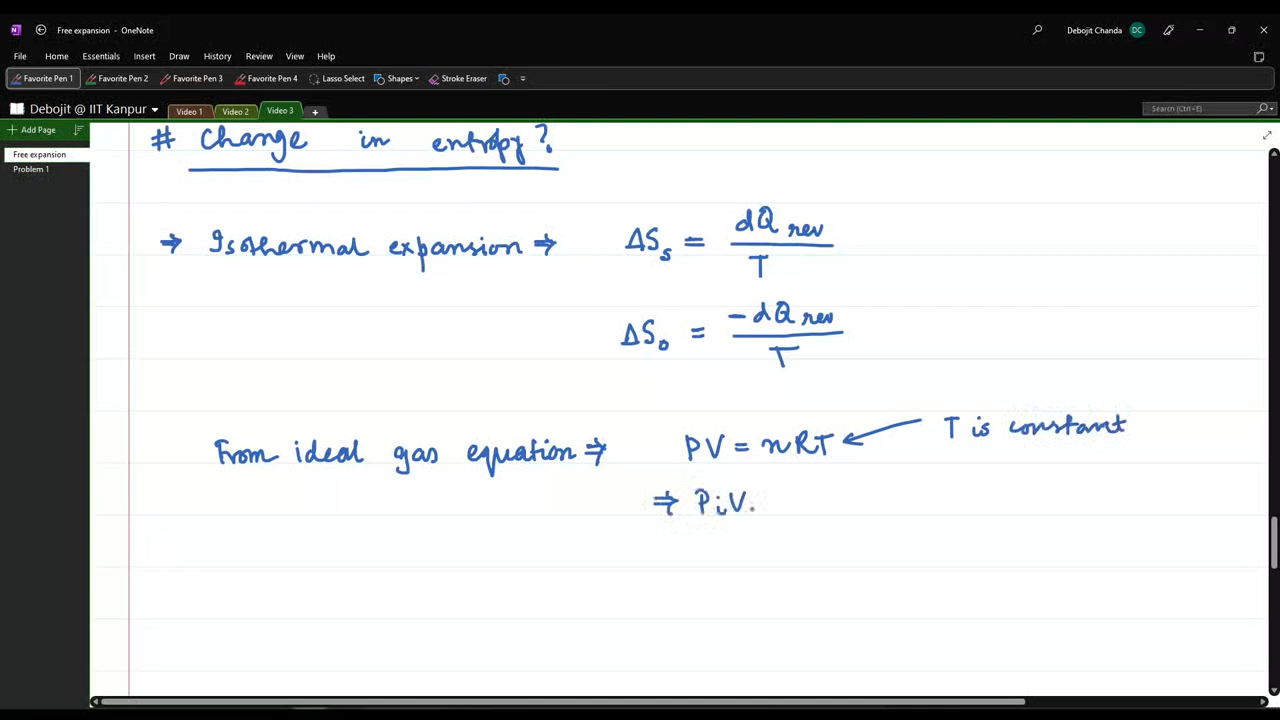 Free expansion - OneNote
Debojit Chanda DC
File Home Essentials Insert Draw History Review View Help
Favorite Pen 1 Favorite Pen 2 Favorite Pen 3 Favorite Pen 4 Lasso Select Shapes Stroke Eraser
Debojit @ IIT Kanpur Video 1 Video 2 Video 3 + Search (Ctrl+E)
+ Add Page
Free expansion
Problem 1
# Change in entropy?
⇒ Isothermal expansion ⇒ ΔSₛ = dQ rev / T
ΔS₀ = -dQ rev / T
From ideal gas equation ⇒ PV = nRT ← T is constant
⇒ PiV